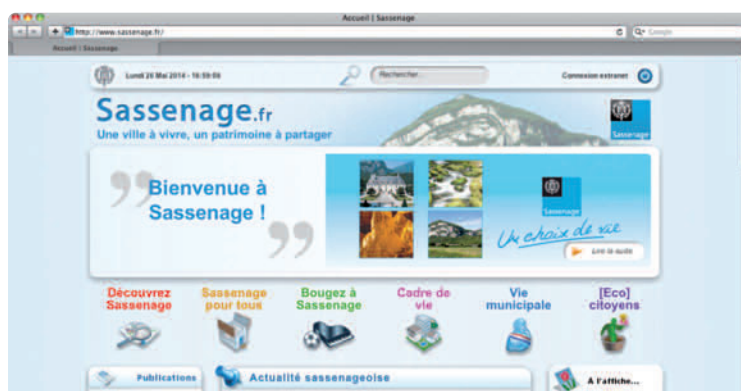 Accueil | Sassenage
http://www.sassenage.fr/
Google
Accueil | Sassenage
Lundi 26 Mai 2014 - 16:59:06
Rechercher...
Connexion extranet
Sassenage.fr
Une ville à vivre, un patrimoine à partager
Sassenage
Bienvenue à
Sassenage !
Sassenage
Un choix de vie
Lire la suite
Découvrez
Sassenage
Sassenage
pour tous
Bougez à
Sassenage
Cadre de
vie
Vie
municipale
[Eco]
citoyens
Publications
Actualité sassenageoise
A l'affiche...